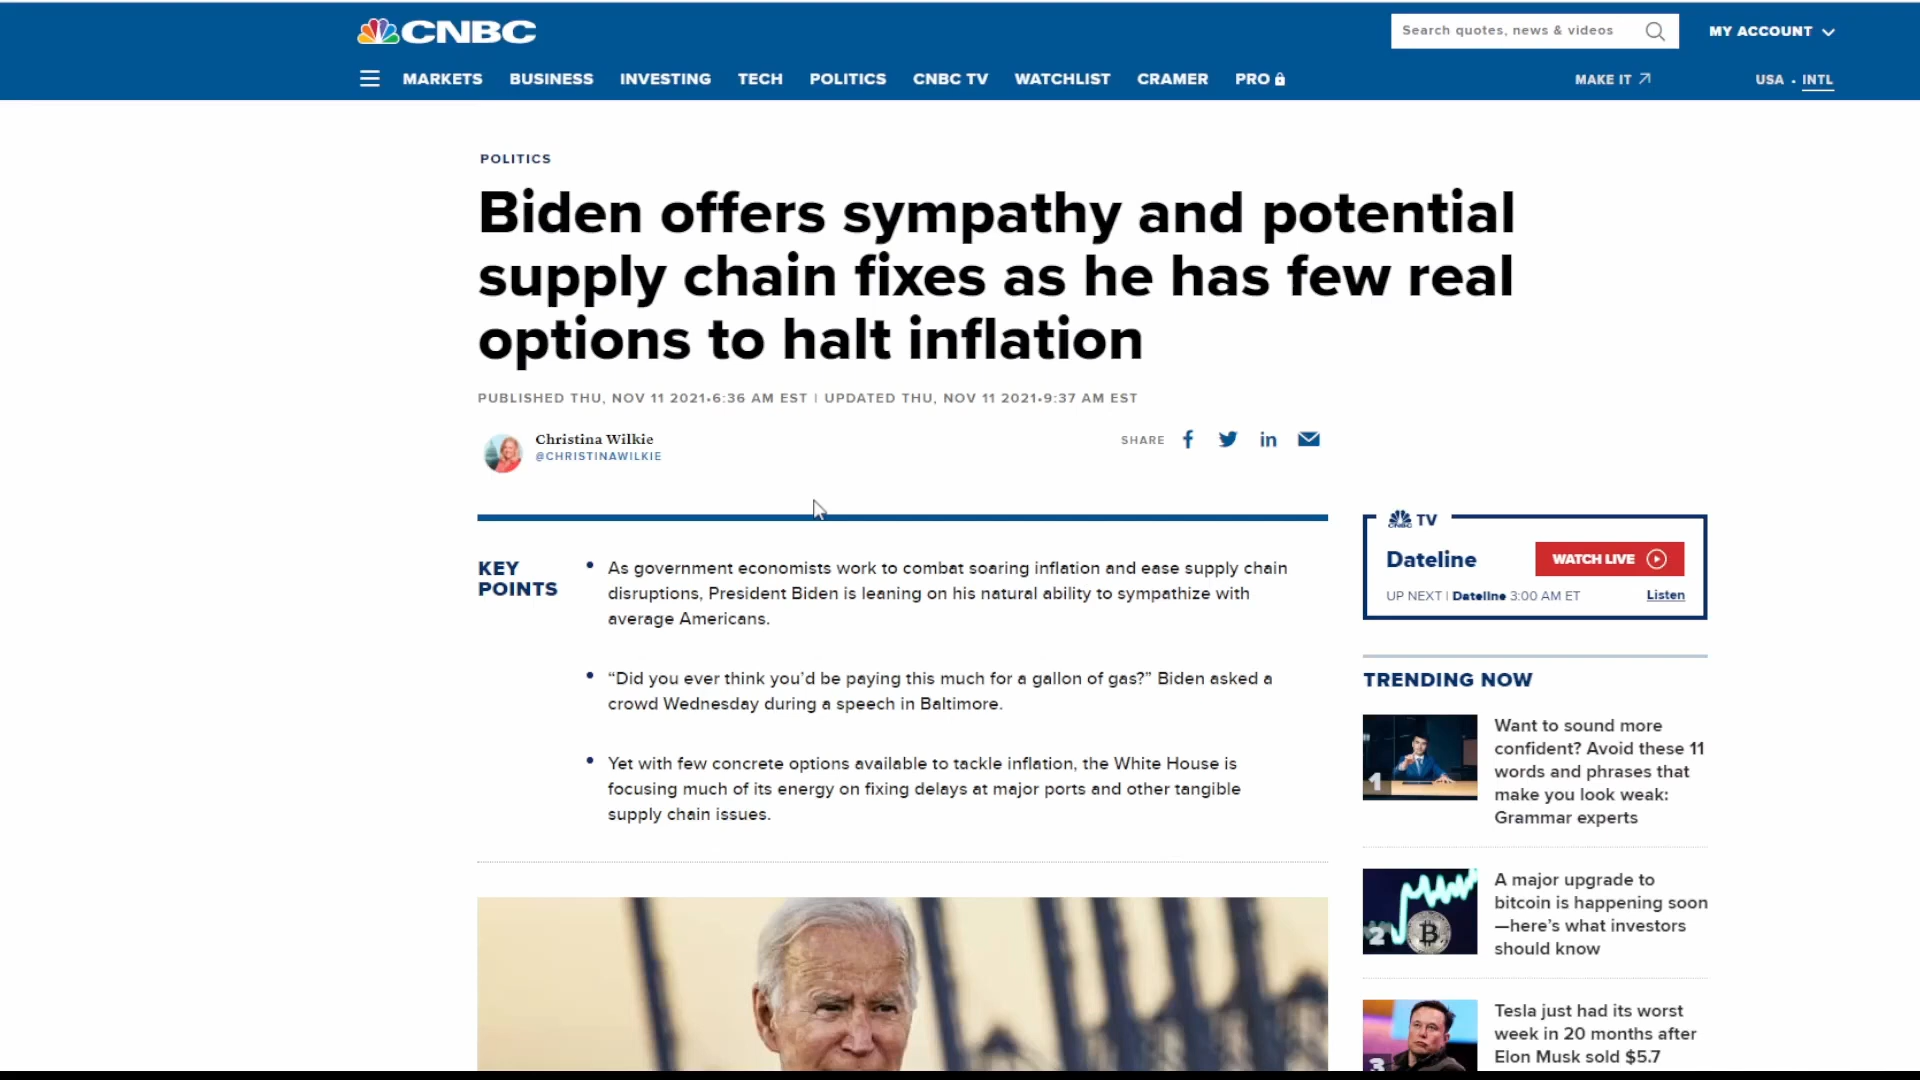 CNBC
Search quotes, news & videos
MY ACCOUNT
MARKETS BUSINESS INVESTING TECH POLITICS CNBC TV WATCHLIST CRAMER PRO
MAKE IT
USA • INTL
POLITICS
Biden offers sympathy and potential
supply chain fixes as he has few real
options to halt inflation
PUBLISHED THU, NOV 11 2021•6:36 AM EST | UPDATED THU, NOV 11 2021•9:37 AM EST
Christina Wilkie
@CHRISTINAWILKIE
SHARE
KEY
POINTS
• As government economists work to combat soaring inflation and ease supply chain
disruptions, President Biden is leaning on his natural ability to sympathize with
average Americans.
• “Did you ever think you’d be paying this much for a gallon of gas?” Biden asked a
crowd Wednesday during a speech in Baltimore.
• Yet with few concrete options available to tackle inflation, the White House is
focusing much of its energy on fixing delays at major ports and other tangible
supply chain issues.
CNBC TV
Dateline
WATCH LIVE
UP NEXT | Dateline 3:00 AM ET
Listen
TRENDING NOW
1
Want to sound more
confident? Avoid these 11
words and phrases that
make you look weak:
Grammar experts
2
A major upgrade to
bitcoin is happening soon
—here’s what investors
should know
3
Tesla just had its worst
week in 20 months after
Elon Musk sold $5.7